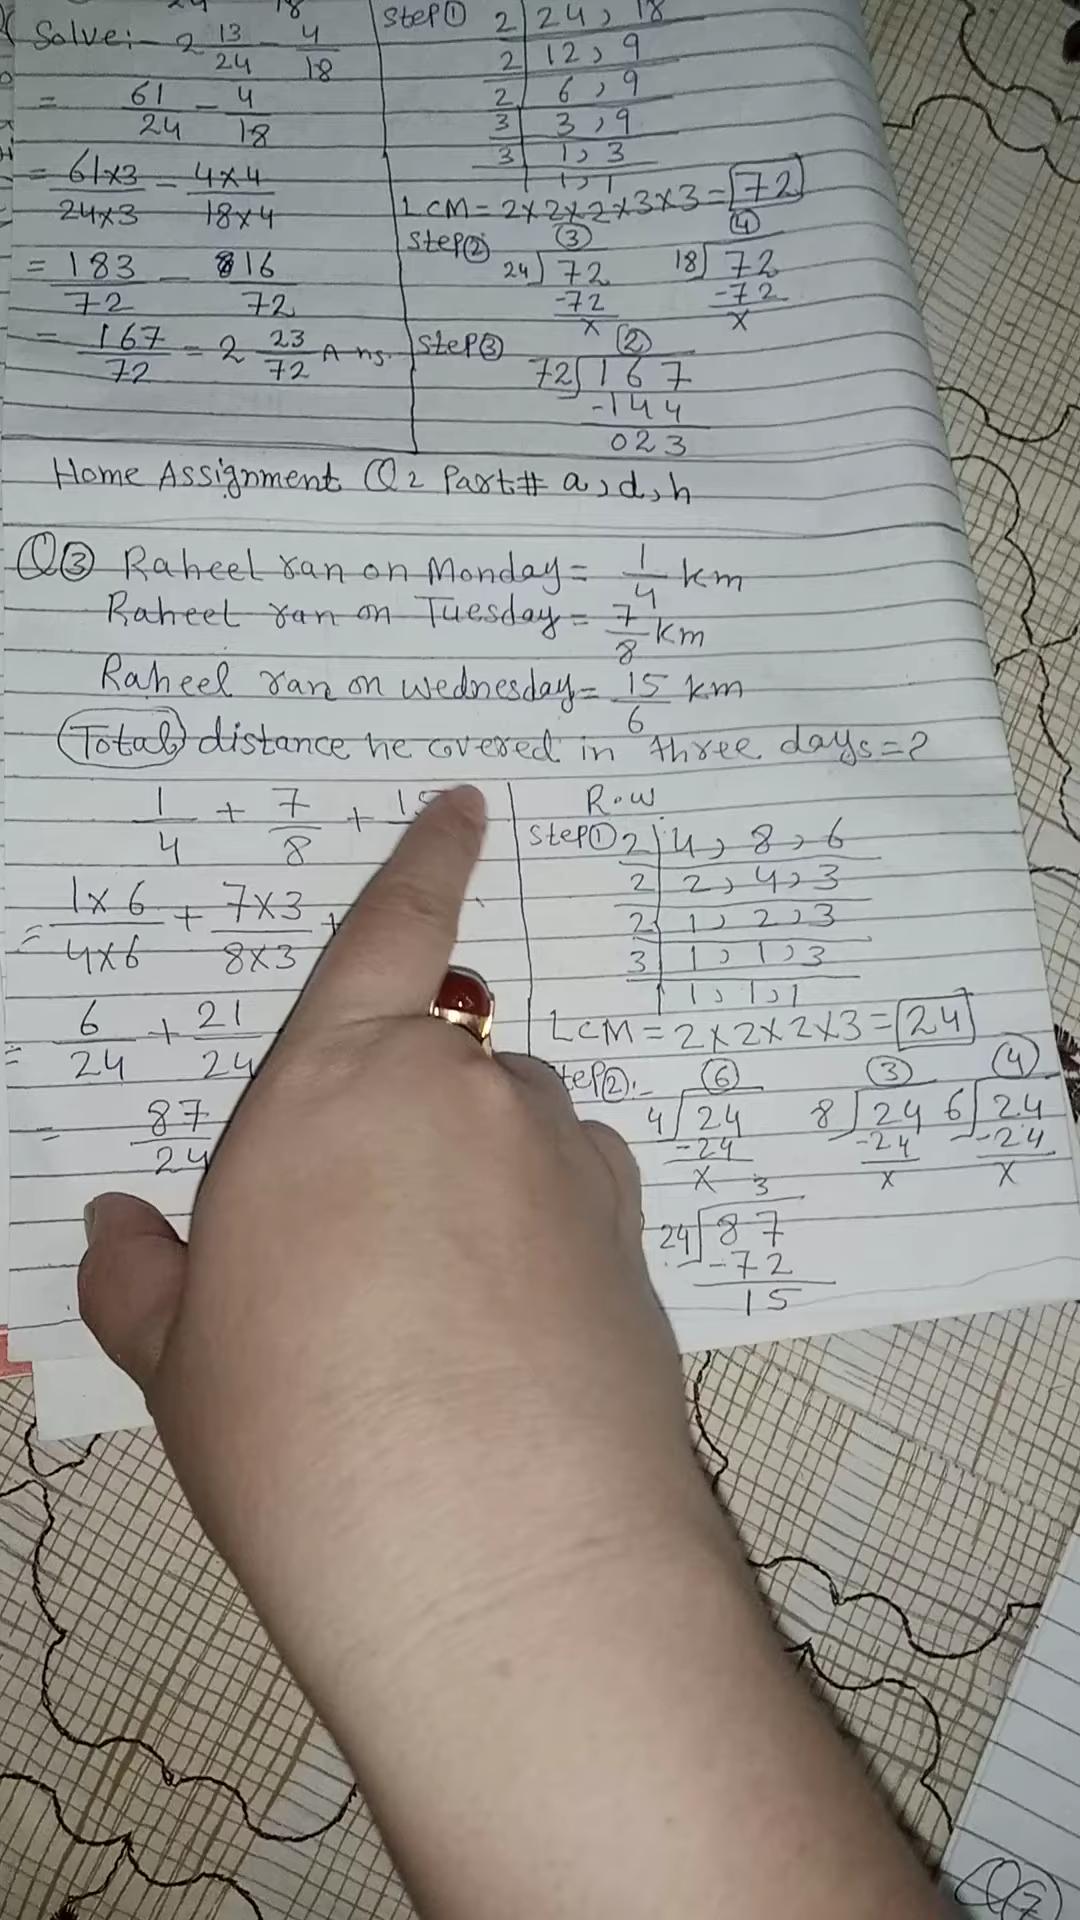 Solve:- 2 13/24 - 4/18
= 61/24 - 4/18
= 61×3/24×3 - 4×4/18×4
= 183/72 - 16/72
= 167/72 = 2 23/72 Ans.
Step① 2 | 24, 18
2 | 12, 9
2 | 6, 9
3 | 3, 9
3 | 1, 3
1, 1
LCM = 2×2×2×3×3 = 72
Step② ③ ④
24) 72 18) 72
-72 -72
x x
Step③ ②
72) 167
-144
023
Home Assignment Q2 Part# a, d, h
Q③ Raheel ran on Monday = 1/4 km
Raheel ran on Tuesday = 7/8 km
Raheel ran on Wednesday = 15/6 km
Total distance he covered in three days = ?
1/4 + 7/8 +
= 1×6/4×6 + 7×3/8×3 +
= 6/24 + 21/24
= 87/24
R.W
Step① 2 | 4, 8, 6
2 | 2, 4, 3
2 | 1, 2, 3
3 | 1, 1, 3
1, 1, 1
LCM = 2×2×2×3 = 24
tep②:- ⑥ ③ ④
4) 24 8) 24 6) 24
-24 -24 -24
x x x
3
24) 87
-72
15
Q⑦